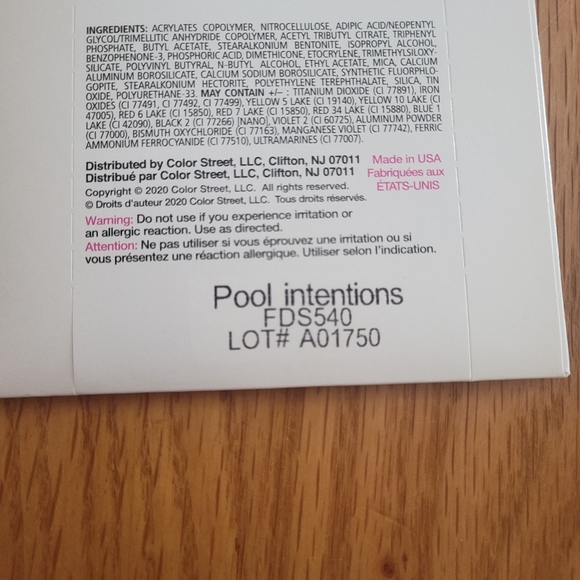 INGREDIENTS: ACRYLATES COPOLYMER, NITROCELLULOSE, ADIPIC ACID/NEOPENTYL
GLYCOL/TRIMELLITIC ANHYDRIDE COPOLYMER, ACETYL TRIBUTYL CITRATE, TRIPHENYL
PHOSPHATE, BUTYL ACETATE, STEARALKONIUM BENTONITE, ISOPROPYL ALCOHOL,
BENZOPHENONE-3, PHOSPHORIC ACID, DIMETHICONE, ETOCRYLENE, TRIMETHYLSILOXY-
SILICATE, POLYVINYL BUTYRAL, N-BUTYL ALCOHOL, ETHYL ACETATE, MICA, CALCIUM
ALUMINUM BOROSILICATE, CALCIUM SODIUM BOROSILICATE, SYNTHETIC FLUORPHLO-
GOPITE, STEARALKONIUM HECTORITE, POLYETHYLENE TEREPHTHALATE, SILICA, TIN
OXIDE, POLYURETHANE-33. MAY CONTAIN +/– : TITANIUM DIOXIDE (CI 77891), IRON
OXIDES (CI 77491, CI 77492, CI 77499), YELLOW 5 LAKE (CI 19140), YELLOW 10 LAKE (CI
47005), RED 6 LAKE (CI 15850), RED 7 LAKE (CI 15850), RED 34 LAKE (CI 15880), BLUE 1
LAKE (CI 42090), BLACK 2 (CI 77266) [NANO], VIOLET 2 (CI 60725), ALUMINUM POWDER
(CI 77000), BISMUTH OXYCHLORIDE (CI 77163), MANGANESE VIOLET (CI 77742), FERRIC
AMMONIUM FERROCYANIDE (CI 77510), ULTRAMARINES (CI 77007).
Distributed by Color Street, LLC, Clifton, NJ 07011
Distribué par Color Street, LLC, Clifton, NJ 07011
Made in USA
Fabriquées aux
ÉTATS-UNIS
Copyright © 2020 Color Street, LLC. All rights reserved.
© Droits d'auteur 2020 Color Street, LLC. Tous droits réservés.
Warning: Do not use if you experience irritation or
an allergic reaction. Use as directed.
Attention: Ne pas utiliser si vous éprouvez une irritation ou si
vous présentez une réaction allergique. Utiliser selon l'indication.
Pool intentions
FDS540
LOT# A01750